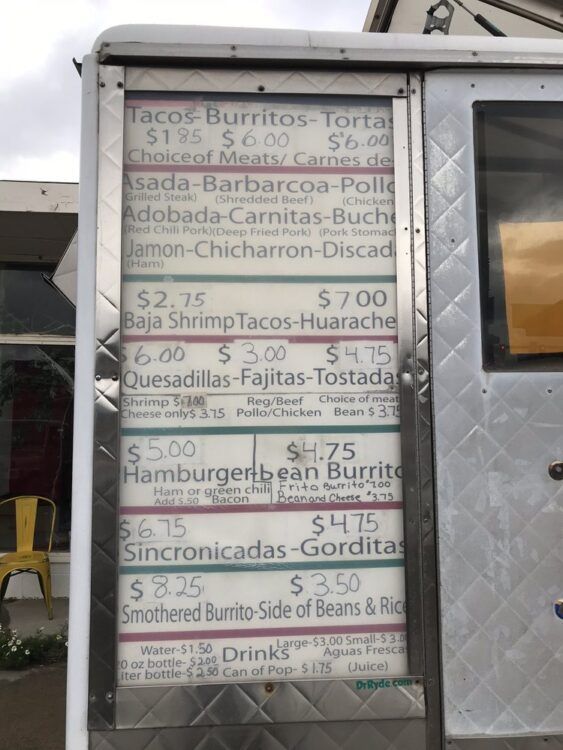 Tacos-Burritos-Tortas
$1.85 $6.00 $6.00
Choice of Meats/ Carnes de
Asada-Barbarcoa-Pollo
Grilled Steak) (Shredded Beef) (Chicken
Adobada-Carnitas-Buche
(Red Chili Pork)(Deep Fried Pork) (Pork Stomac
Jamon-Chicharron-Discad
(Ham)
$2.75 $7.00
Baja Shrimp Tacos-Huarache
$6.00 $3.00 $4.75
Quesadillas-Fajitas-Tostadas
Shrimp $7.00 Reg/Beef Choice of meat
Cheese only $3.75 Pollo/Chicken Bean $3.75
$5.00 $4.75
Hamburger-bean Burrito
Ham or green chili Frito Burrito 7.00
Add $.50 Bacon Bean and Cheese $3.75
$6.75 $4.75
Sincronicadas-Gorditas
$8.25 $3.50
Smothered Burrito-Side of Beans & Rice
Water-$1.50 Drinks Large-$3.00 Small-$3.0
0 oz bottle-$2.00 Aguas Fresca
iter bottle-$2.50 Can of Pop-$1.75 (Juice)
DrRyde.com